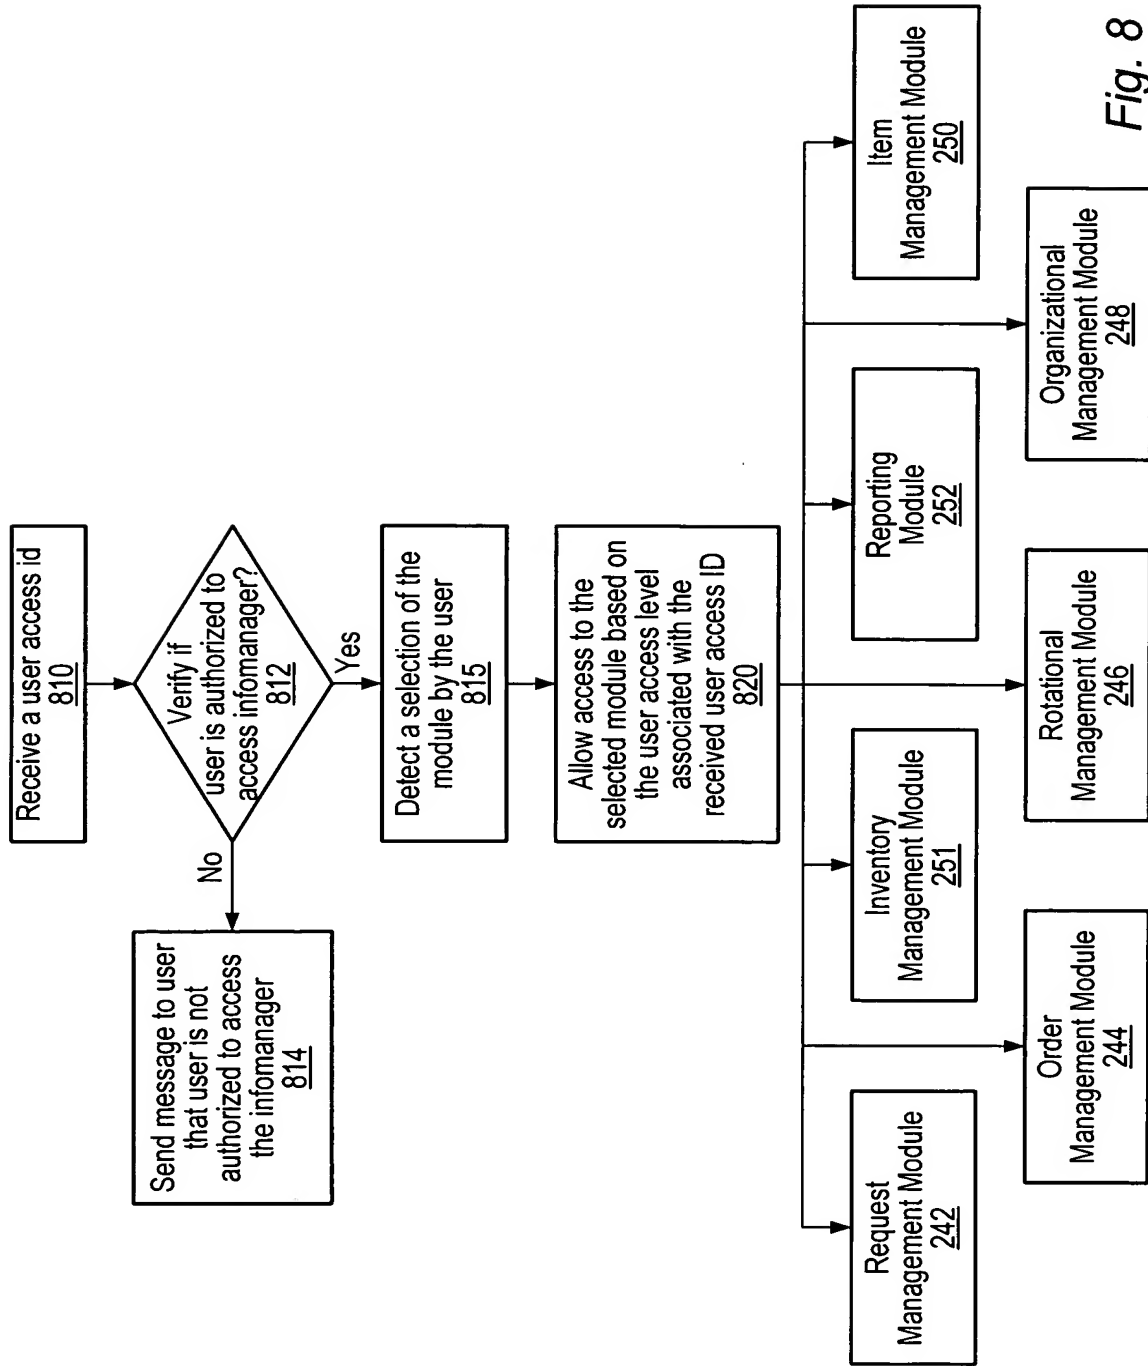 Receive a user access id
810
Verify if
user is authorized to
access infomanager?
812
No
Yes
Send message to user
that user is not
authorized to access
the infomanager
814
Detect a selection of the
module by the user
815
Allow access to the
selected module based on
the user access level
associated with the
received user access ID
820
Request
Management Module
242
Inventory
Management Module
251
Reporting
Module
252
Item
Management Module
250
Order
Management Module
244
Rotational
Management Module
246
Organizational
Management Module
248
Fig. 8